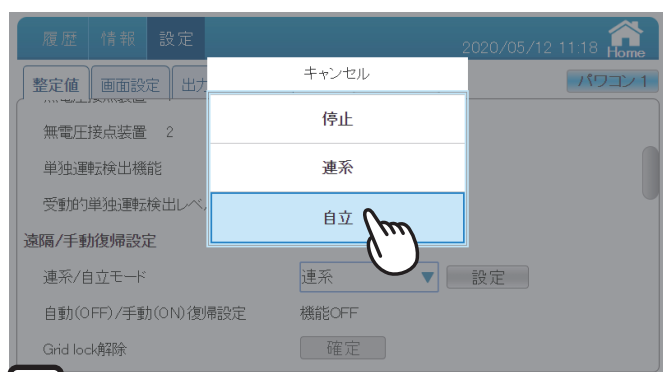 履歴 情報 設定
2020/05/12 11:18 Home
整定値 画面設定 出力
パワコン 1
キャンセル
停止
連系
自立
無電圧接点装置 2
単独運転検出機能
受動的単独運転検出レベ
遠隔/手動復帰設定
連系/自立モード 連系 設定
自動(OFF)/手動(ON)復帰設定 機能OFF
Grid lock解除 確定